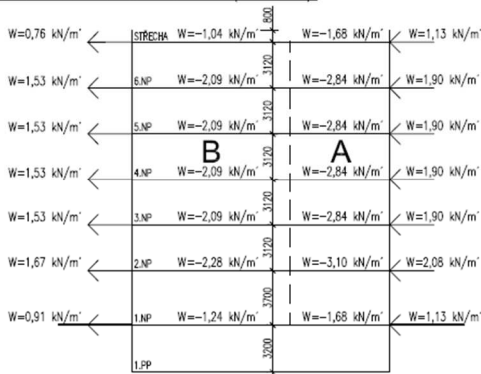 800
W=0,76 kN/m´ STŘECHA W=−1,04 kN/m´ W=−1,68 kN/m´ W=1,13 kN/m´
3120
W=1,53 kN/m´ 6.NP W=−2,09 kN/m´ W=−2,84 kN/m´ W=1,90 kN/m´
3120
W=1,53 kN/m´ 5.NP W=−2,09 kN/m´ W=−2,84 kN/m´ W=1,90 kN/m´
B 3120 A
W=1,53 kN/m´ 4.NP W=−2,09 kN/m´ W=−2,84 kN/m´ W=1,90 kN/m´
3120
W=1,53 kN/m´ 3.NP W=−2,09 kN/m´ W=−2,84 kN/m´ W=1,90 kN/m´
3120
W=1,67 kN/m´ 2.NP W=−2,28 kN/m´ W=−3,10 kN/m´ W=2,08 kN/m´
3700
W=0,91 kN/m´ 1.NP W=−1,24 kN/m´ W=−1,68 kN/m´ W=1,13 kN/m´
3200
1.PP